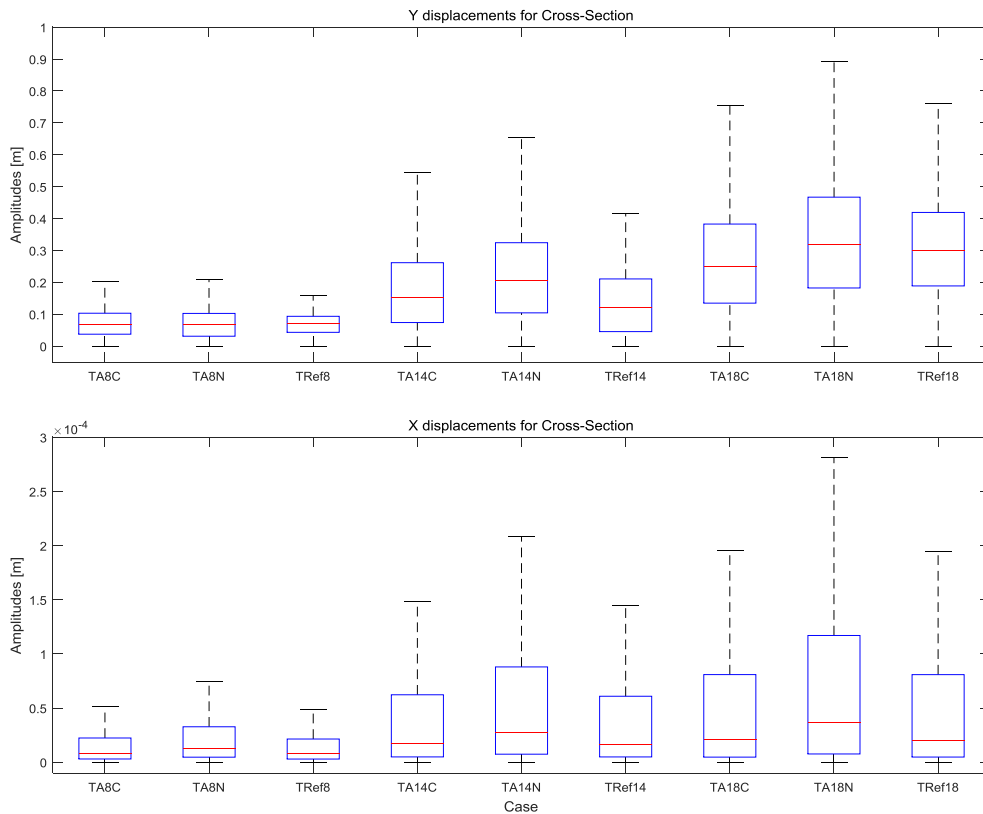 Y displacements for Cross-Section
1
0.9
0.8
0.7
0.6
0.5
0.4
0.3
0.2
0.1
0
Amplitudes [m]
TA8C TA8N TRef8 TA14C TA14N TRef14 TA18C TA18N TRef18
X displacements for Cross-Section
×10-4
3
2.5
2
1.5
1
0.5
0
Amplitudes [m]
TA8C TA8N TRef8 TA14C TA14N TRef14 TA18C TA18N TRef18
Case